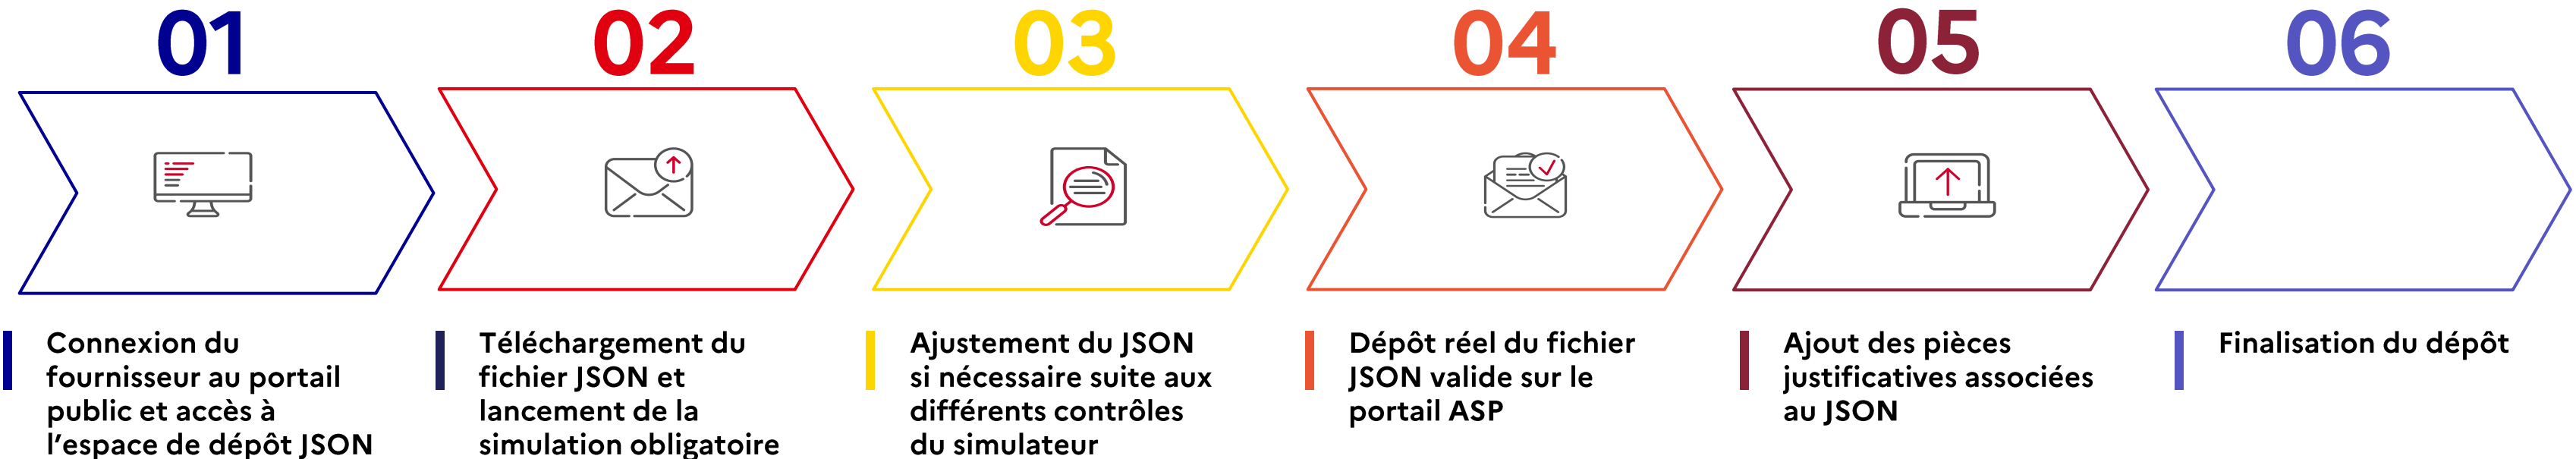 01
02
03
04
05
06
Connexion du
fournisseur au portail
public et accès à
l’espace de dépôt JSON
Téléchargement du
fichier JSON et
lancement de la
simulation obligatoire
Ajustement du JSON
si nécessaire suite aux
différents contrôles
du simulateur
Dépôt réel du fichier
JSON valide sur le
portail ASP
Ajout des pièces
justificatives associées
au JSON
Finalisation du dépôt